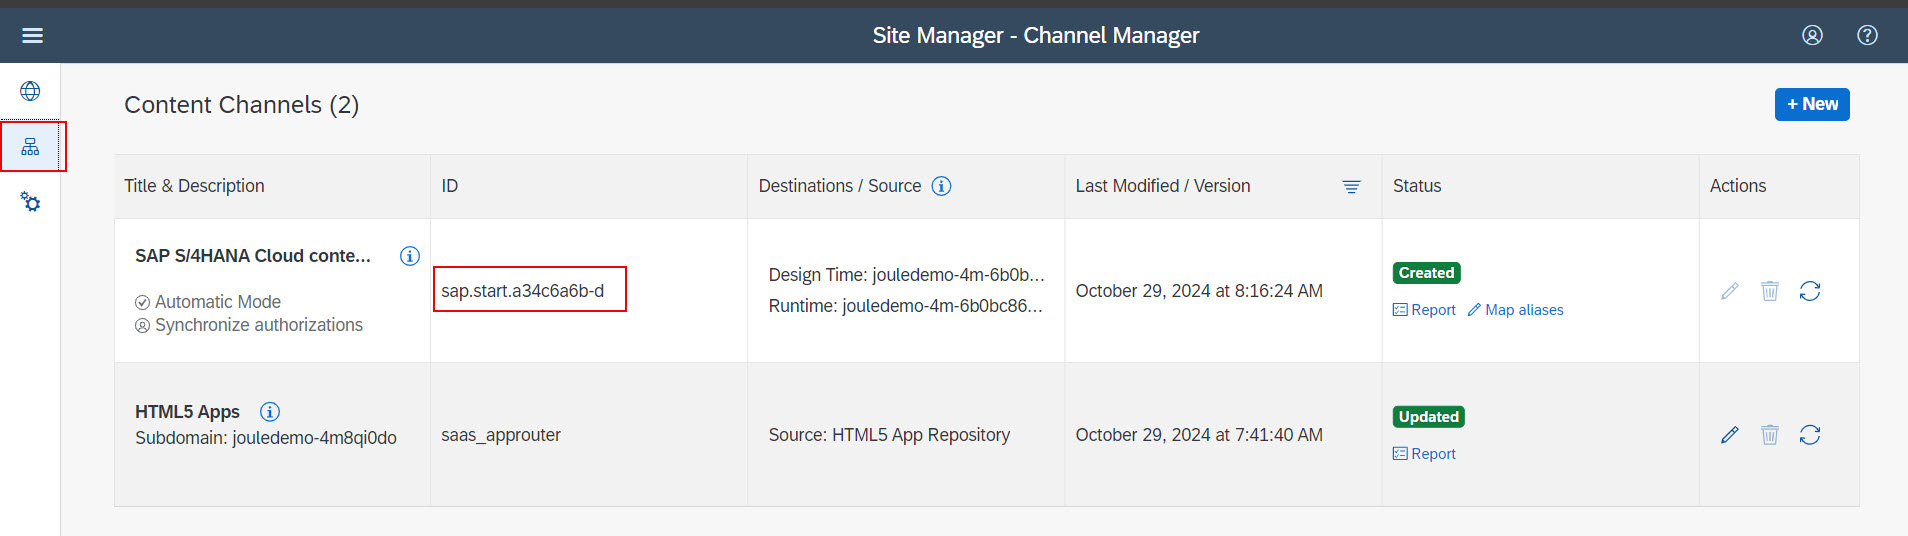 Site Manager - Channel Manager
Content Channels (2)
+ New
Title & Description
ID
Destinations / Source
Last Modified / Version
Status
Actions
SAP S/4HANA Cloud conte...
Automatic Mode
Synchronize authorizations
sap.start.a34c6a6b-d
Design Time: jouledemo-4m-6b0b...
Runtime: jouledemo-4m-6b0bc86...
October 29, 2024 at 8:16:24 AM
Created
Report
Map aliases
HTML5 Apps
Subdomain: jouledemo-4m8qi0do
saas_approuter
Source: HTML5 App Repository
October 29, 2024 at 7:41:40 AM
Updated
Report